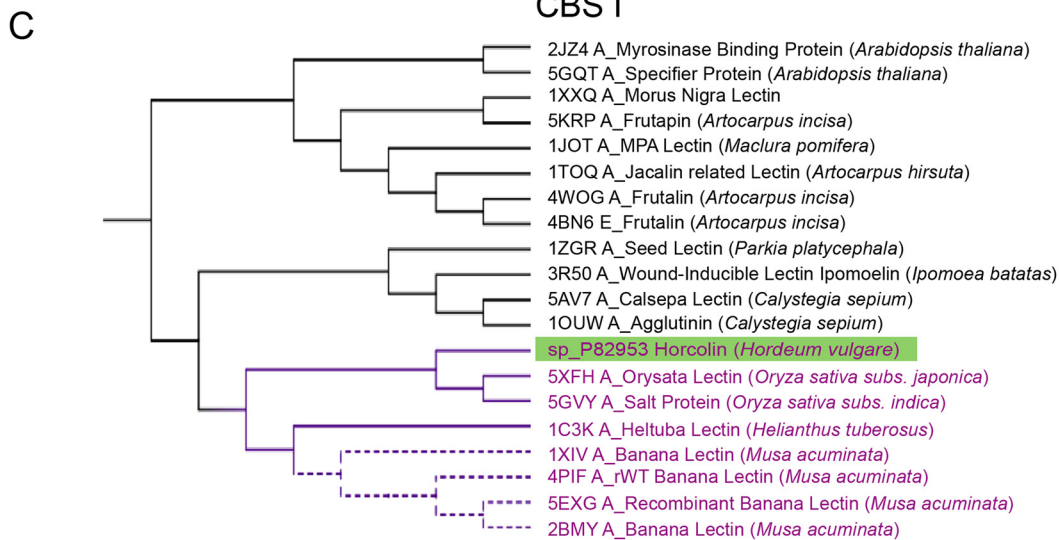 CBS I
C
2JZ4 A_Myrosinase Binding Protein (Arabidopsis thaliana)
5GQT A_Specifier Protein (Arabidopsis thaliana)
1XXQ A_Morus Nigra Lectin
5KRP A_Frutapin (Artocarpus incisa)
1JOT A_MPA Lectin (Maclura pomifera)
1TOQ A_Jacalin related Lectin (Artocarpus hirsuta)
4WOG A_Frutalin (Artocarpus incisa)
4BN6 E_Frutalin (Artocarpus incisa)
1ZGR A_Seed Lectin (Parkia platycephala)
3R50 A_Wound-Inducible Lectin Ipomoelin (Ipomoea batatas)
5AV7 A_Calsepa Lectin (Calystegia sepium)
1OUW A_Agglutinin (Calystegia sepium)
sp_P82953 Horcolin (Hordeum vulgare)
5XFH A_Orysata Lectin (Oryza sativa subs. japonica)
5GVY A_Salt Protein (Oryza sativa subs. indica)
1C3K A_Heltuba Lectin (Helianthus tuberosus)
1XIV A_Banana Lectin (Musa acuminata)
4PIF A_rWT Banana Lectin (Musa acuminata)
5EXG A_Recombinant Banana Lectin (Musa acuminata)
2BMY A_Banana Lectin (Musa acuminata)